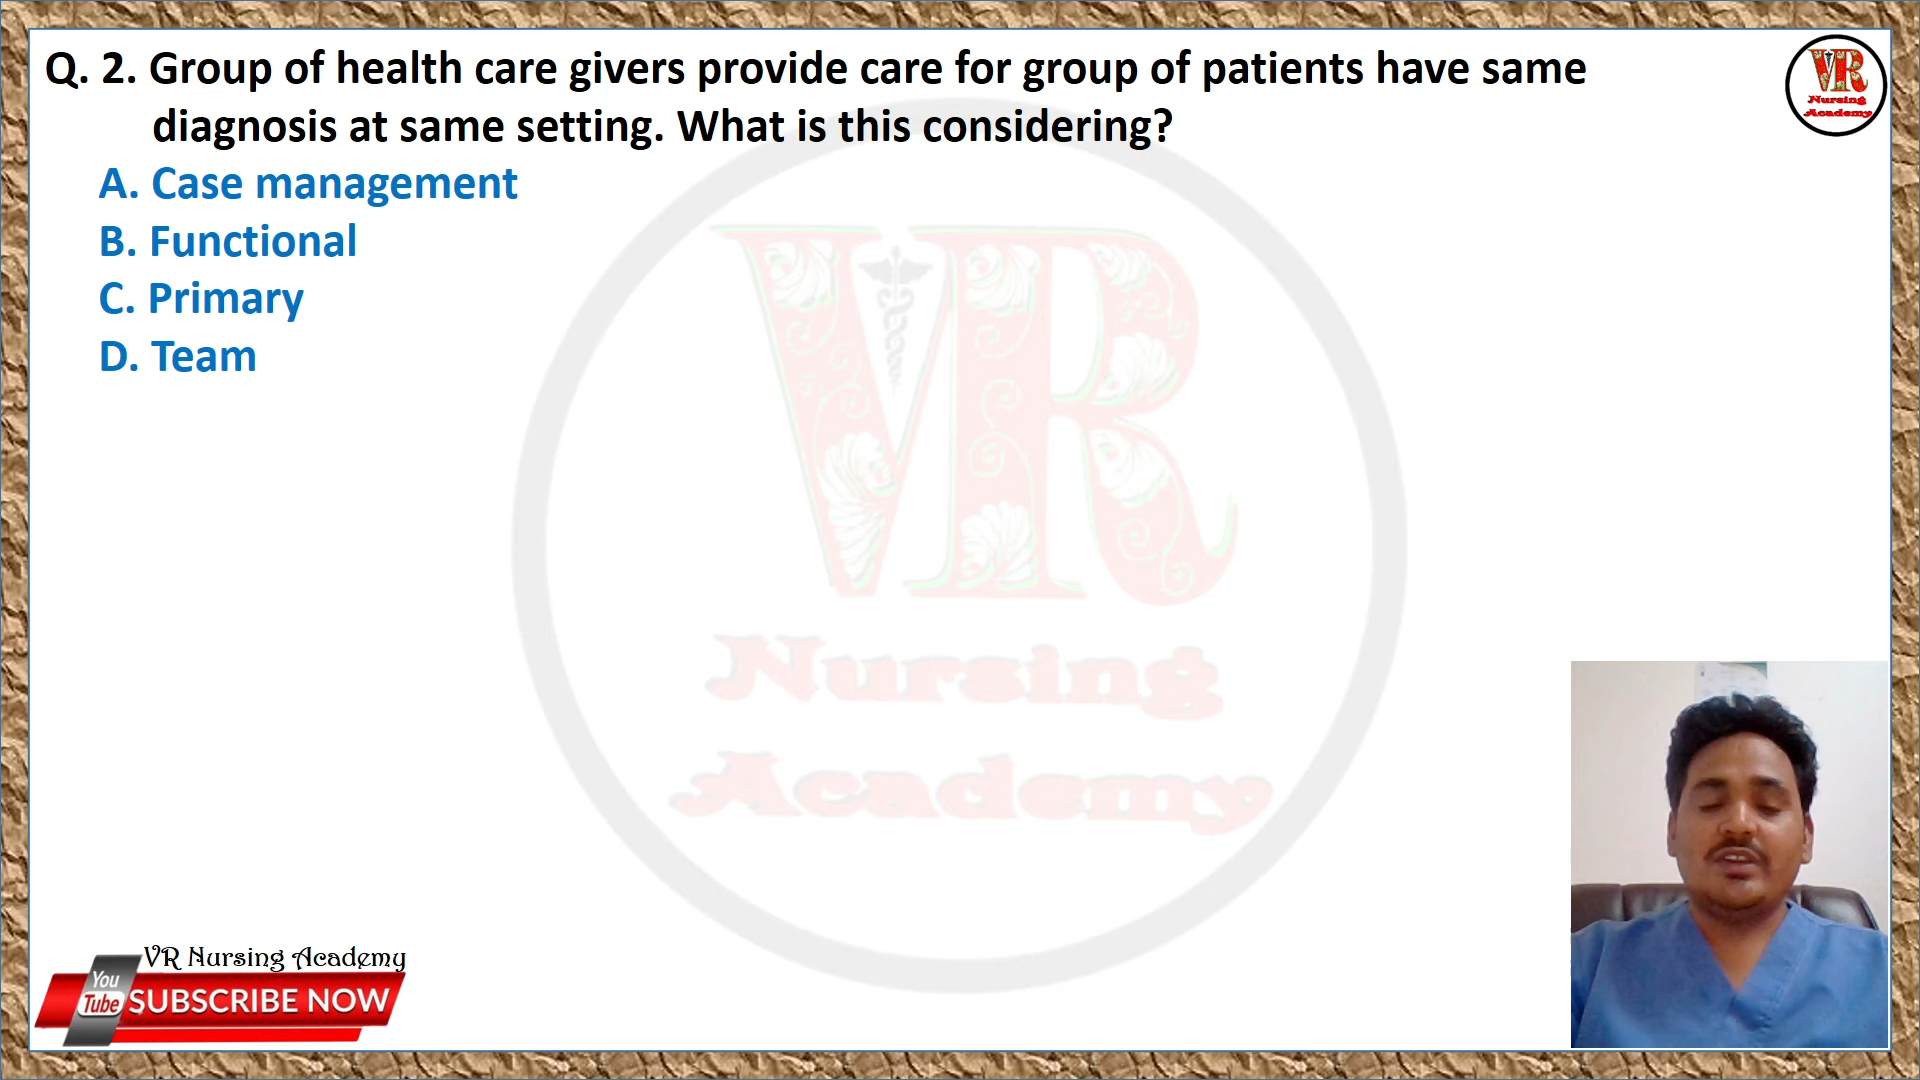 Q. 2. Group of health care givers provide care for group of patients have same
diagnosis at same setting. What is this considering?
A. Case management
B. Functional
C. Primary
D. Team
VR
Nursing
Academy
VR
Nursing
Academy
VR Nursing Academy
You
Tube
SUBSCRIBE NOW